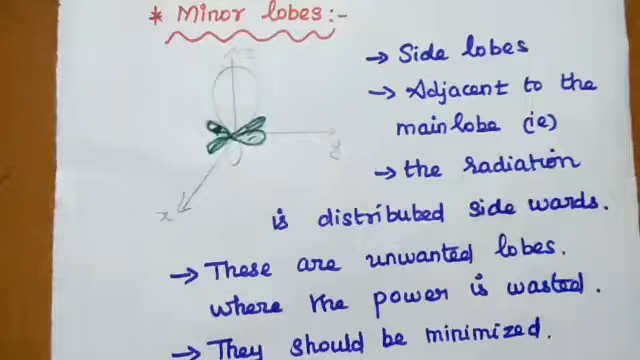 * Minor lobes:-
z
y
x
→ Side lobes
→ Adjacent to the
mainlobe (ie)
→ the radiation
is distributed side wards.
→ These are unwanted lobes.
where the power is wasted.
→ They should be minimized.